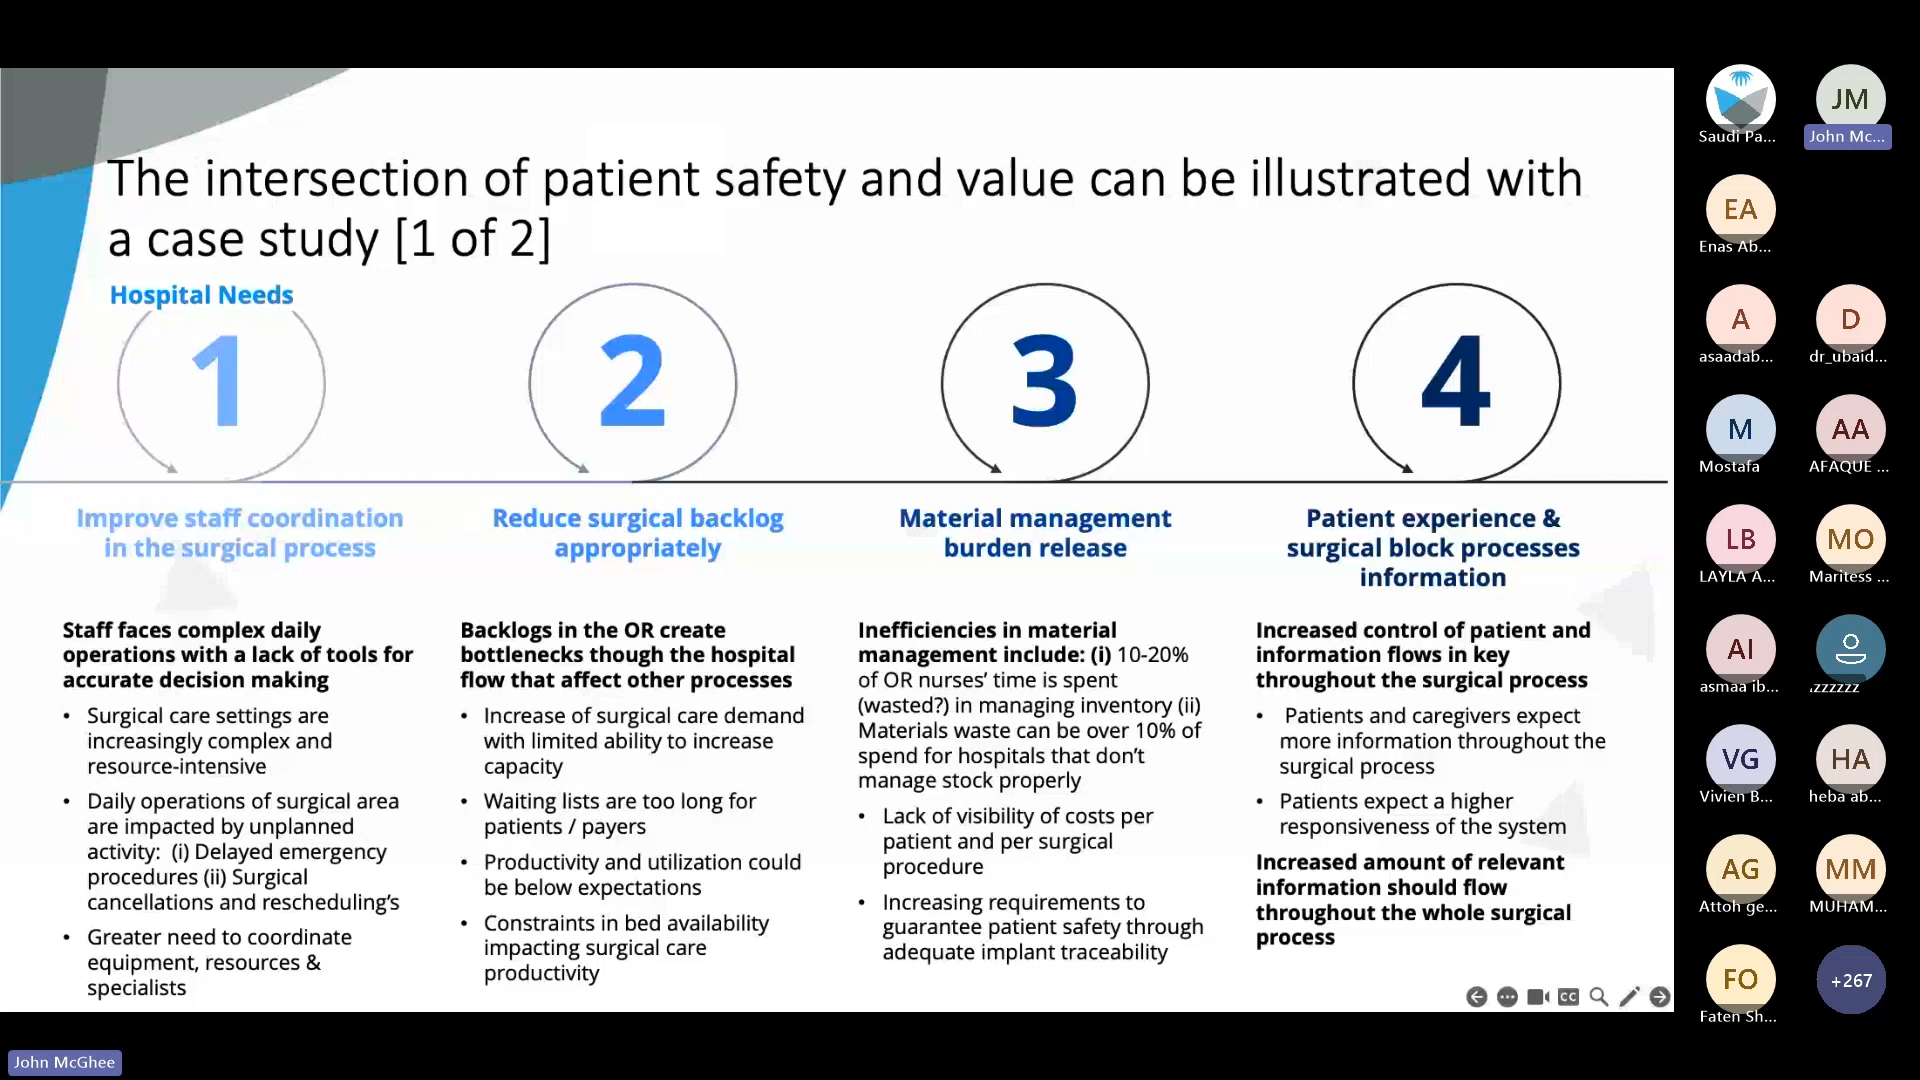 The intersection of patient safety and value can be illustrated with
a case study [1 of 2]
Hospital Needs
1
2
3
4
Improve staff coordination
in the surgical process
Staff faces complex daily
operations with a lack of tools for
accurate decision making
• Surgical care settings are
increasingly complex and
resource-intensive
• Daily operations of surgical area
are impacted by unplanned
activity: (i) Delayed emergency
procedures (ii) Surgical
cancellations and rescheduling's
• Greater need to coordinate
equipment, resources &
specialists
Reduce surgical backlog
appropriately
Backlogs in the OR create
bottlenecks though the hospital
flow that affect other processes
• Increase of surgical care demand
with limited ability to increase
capacity
• Waiting lists are too long for
patients / payers
• Productivity and utilization could
be below expectations
• Constraints in bed availability
impacting surgical care
productivity
Material management
burden release
Inefficiencies in material
management include: (i) 10-20%
of OR nurses' time is spent
(wasted?) in managing inventory (ii)
Materials waste can be over 10% of
spend for hospitals that don't
manage stock properly
• Lack of visibility of costs per
patient and per surgical
procedure
• Increasing requirements to
guarantee patient safety through
adequate implant traceability
Patient experience &
surgical block processes
information
Increased control of patient and
information flows in key
throughout the surgical process
• Patients and caregivers expect
more information throughout the
surgical process
• Patients expect a higher
responsiveness of the system
Increased amount of relevant
information should flow
throughout the whole surgical
process
CC
Saudi Pa...
JM
John Mc...
EA
Enas Ab...
A
asaadab...
D
dr_ubaid...
M
Mostafa
AA
AFAQUE ...
LB
LAYLA A...
MO
Maritess ...
AI
asmaa ib...
.zzzzzz
VG
Vivien B...
HA
heba ab...
AG
Attoh ge...
MM
MUHAM...
FO
Faten Sh...
+267
John McGhee